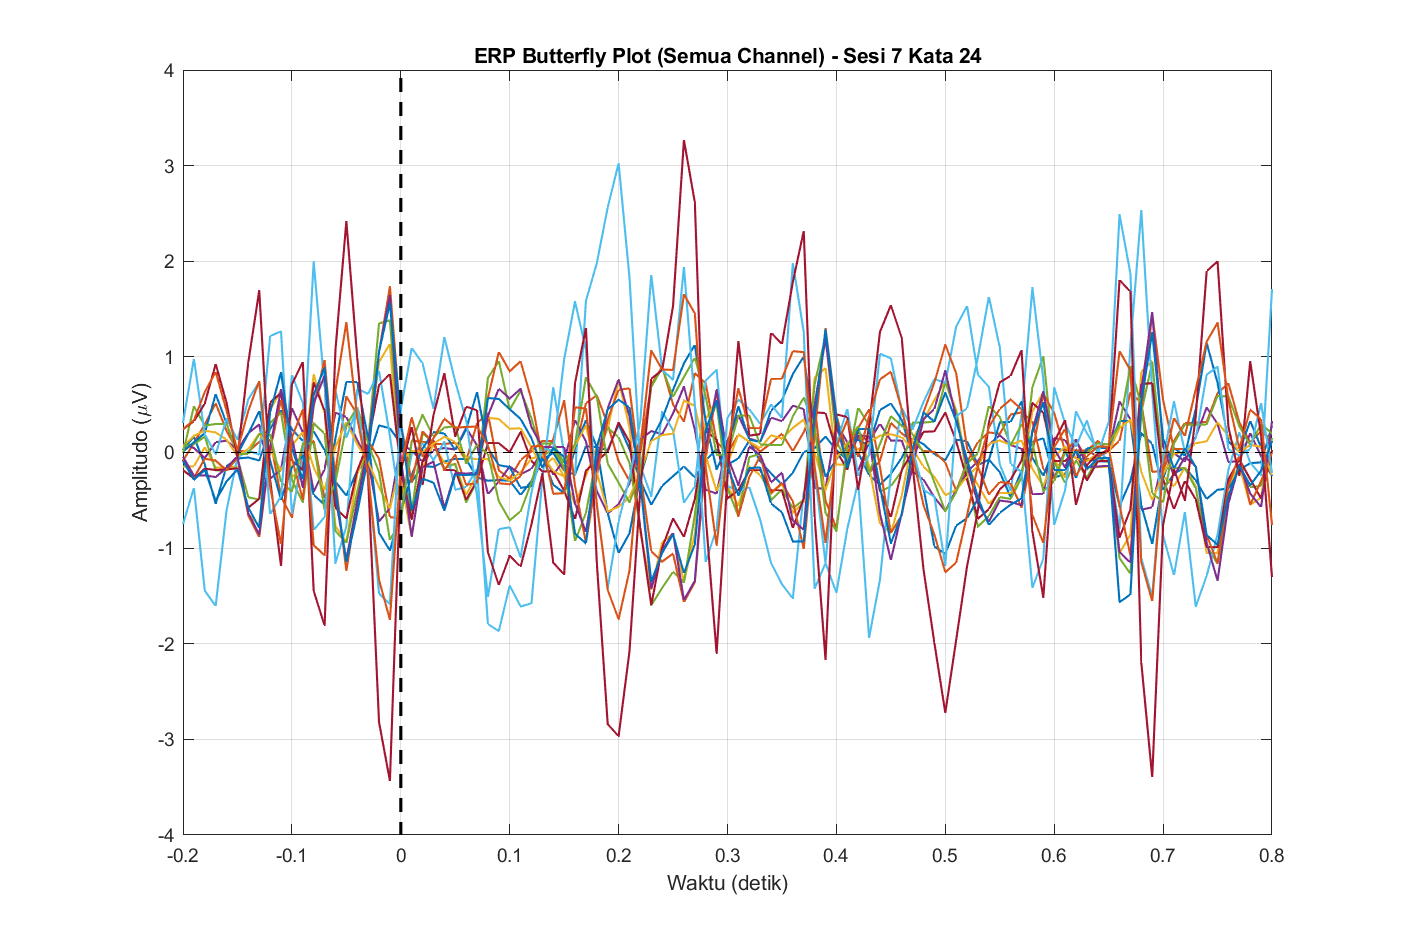 ERP Butterfly Plot (Semua Channel) - Sesi 7 Kata 24
4
3
2
1
0
-1
-2
-3
-4
Amplitudo (μV)
-0.2 -0.1 0 0.1 0.2 0.3 0.4 0.5 0.6 0.7 0.8
Waktu (detik)